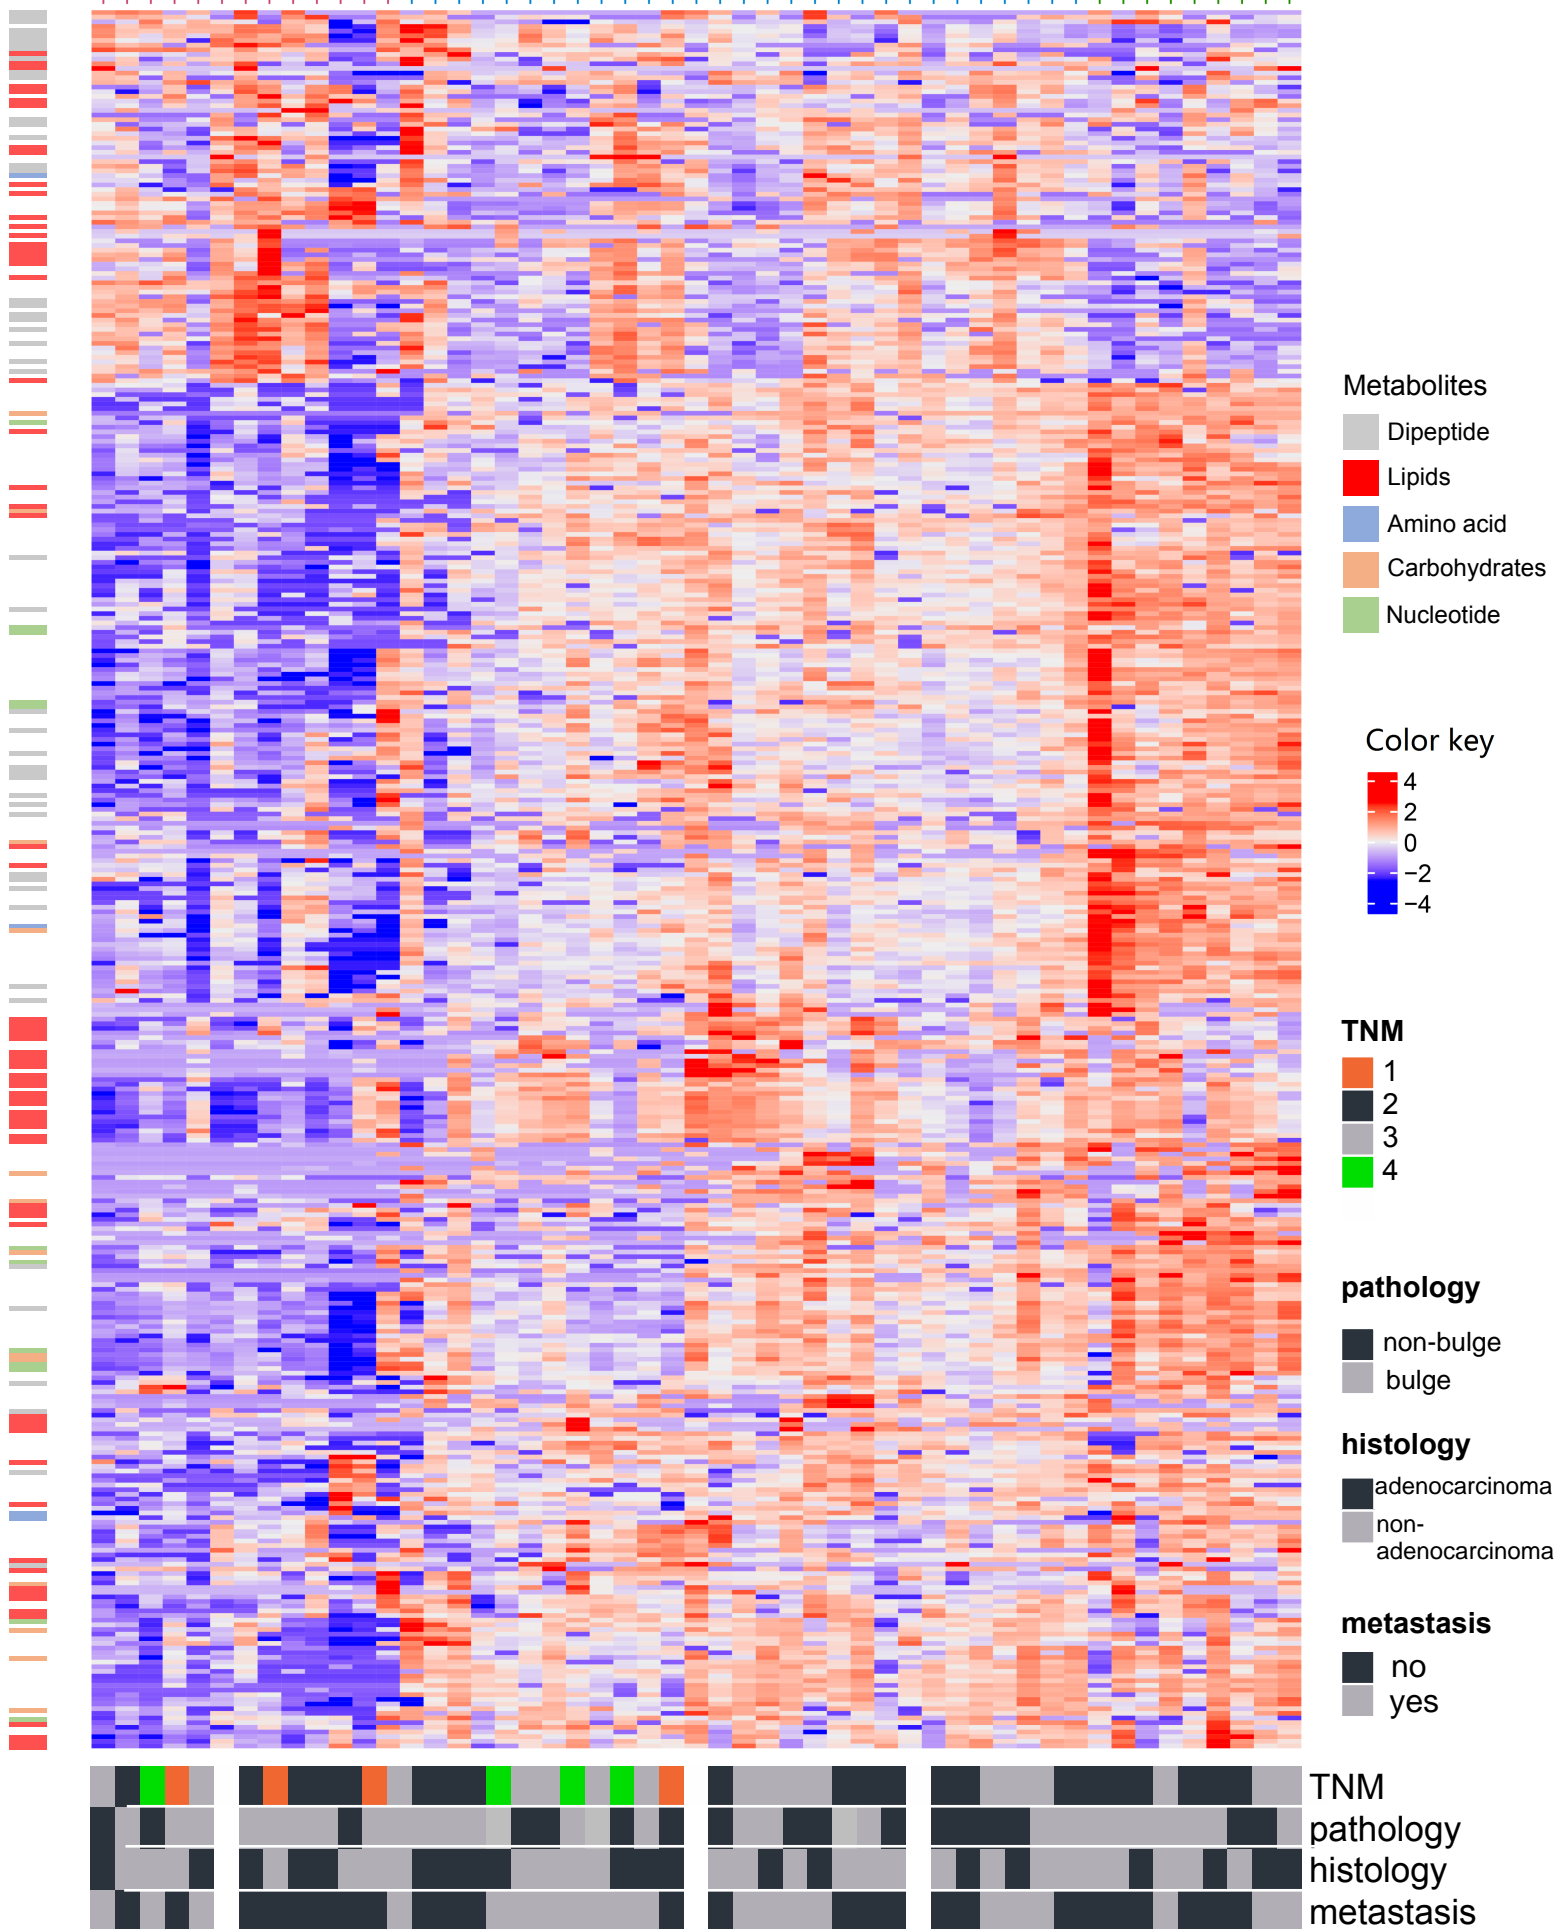 Metabolites
Dipeptide
Lipids
Amino acid
Carbohydrates
Nucleotide
Color key
4
2
0
−2
−4
TNM
1
2
3
4
pathology
non-bulge
bulge
histology
adenocarcinoma
non-
adenocarcinoma
metastasis
no
yes
TNM
pathology
histology
metastasis